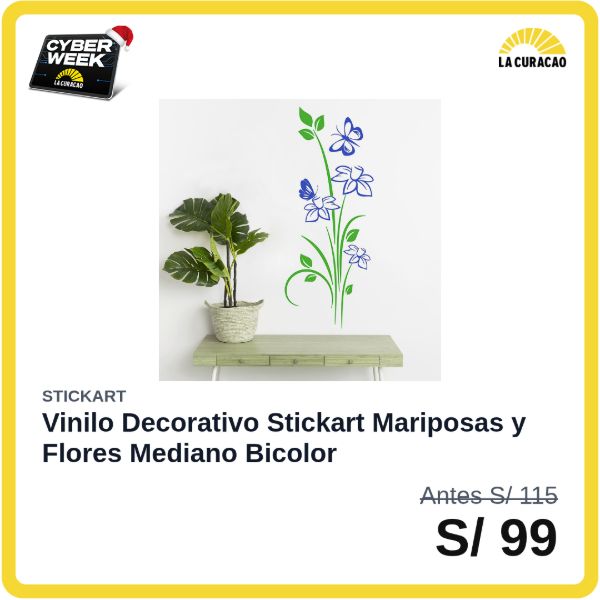 CYBER
WEEK
LA CURACAO
LA CURACAO
STICKART
Vinilo Decorativo Stickart Mariposas y
Flores Mediano Bicolor
Antes S/ 115
S/ 99